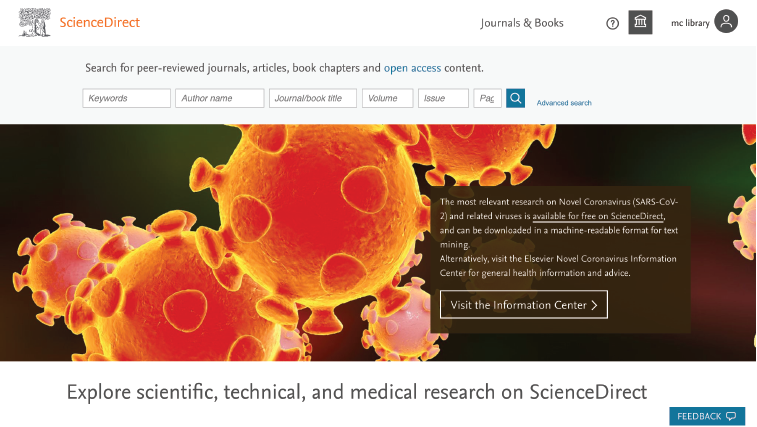 ScienceDirect
Journals & Books
?
mc library
Search for peer-reviewed journals, articles, book chapters and open access content.
Keywords
Author name
Journal/book title
Volume
Issue
Pag
Advanced search
The most relevant research on Novel Coronavirus (SARS-CoV-
2) and related viruses is available for free on ScienceDirect,
and can be downloaded in a machine-readable format for text
mining.
Alternatively, visit the Elsevier Novel Coronavirus Information
Center for general health information and advice.
Visit the Information Center
Explore scientific, technical, and medical research on ScienceDirect
FEEDBACK